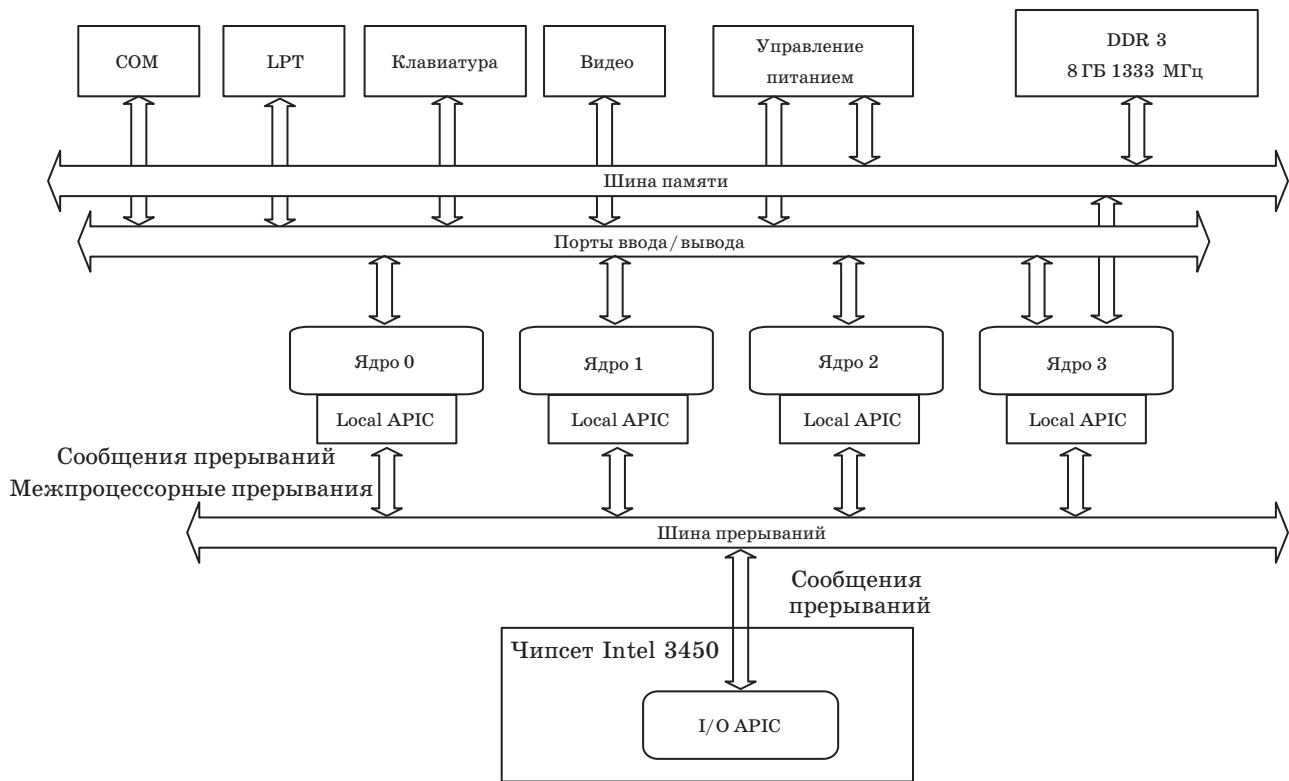 COM
LPT
Клавиатура
Видео
Управление
питанием
DDR 3
8 ГБ 1333 МГц
Шина памяти
Порты ввода/вывода
Ядро 0
Ядро 1
Ядро 2
Ядро 3
Local APIC
Local APIC
Local APIC
Local APIC
Сообщения прерываний
Межпроцессорные прерывания
Шина прерываний
Сообщения
прерываний
Чипсет Intel 3450
I/O APIC